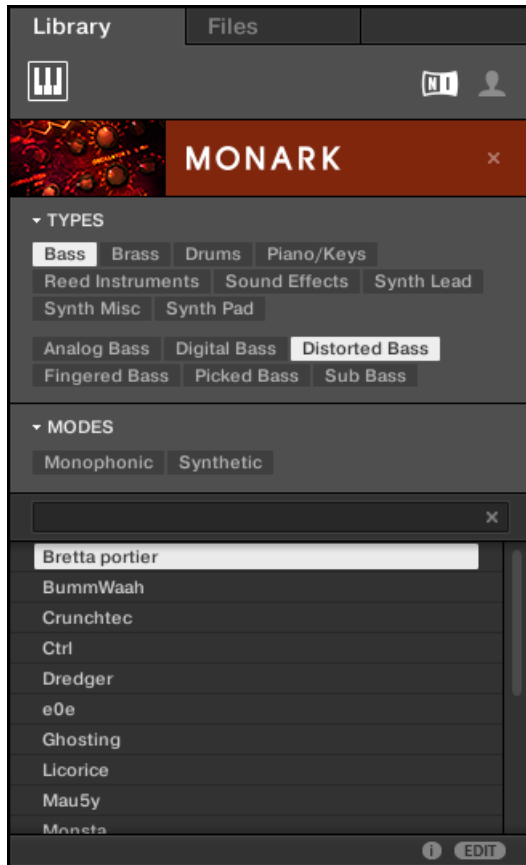 Library Files
NI
MONARK ×
TYPES
Bass Brass Drums Piano/Keys
Reed Instruments Sound Effects Synth Lead
Synth Misc Synth Pad
Analog Bass Digital Bass Distorted Bass
Fingered Bass Picked Bass Sub Bass
MODES
Monophonic Synthetic
×
Bretta portier
BummWaah
Crunchtec
Ctrl
Dredger
e0e
Ghosting
Licorice
Mau5y
Monsta
i EDIT